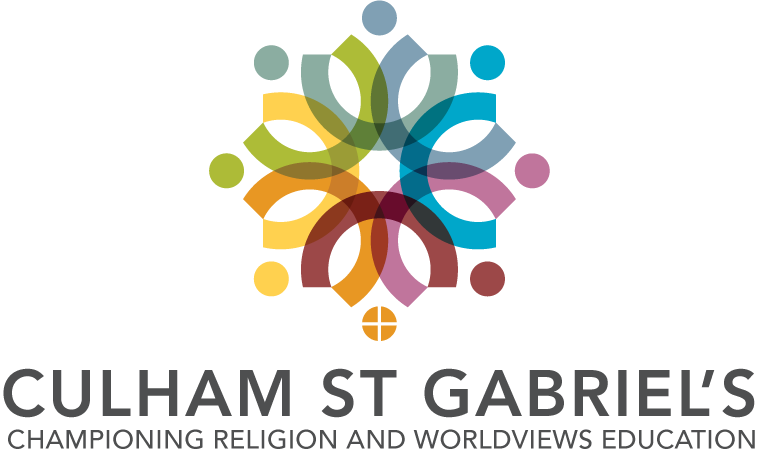 CULHAM ST GABRIEL'S
CHAMPIONING RELIGION AND WORLDVIEWS EDUCATION